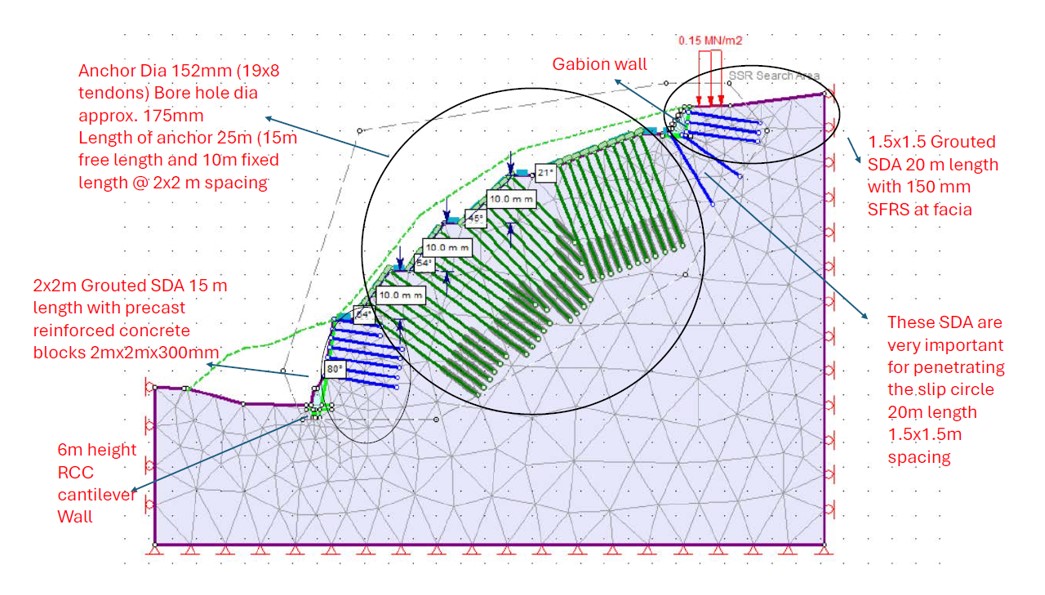 0.15 MN/m2
SSR Search Area
Gabion wall
Anchor Dia 152mm (19x8
tendons) Bore hole dia
approx. 175mm
Length of anchor 25m (15m
free length and 10m fixed
length @ 2x2 m spacing
1.5x1.5 Grouted
SDA 20 m length
with 150 mm
SFRS at facia
21°
10.0 m m
45°
10.0 m m
54°
10.0 m m
64°
80°
2x2m Grouted SDA 15 m
length with precast
reinforced concrete
blocks 2mx2mx300mm
These SDA are
very important
for penetrating
the slip circle
20m length
1.5x1.5m
spacing
6m height
RCC
cantilever
Wall